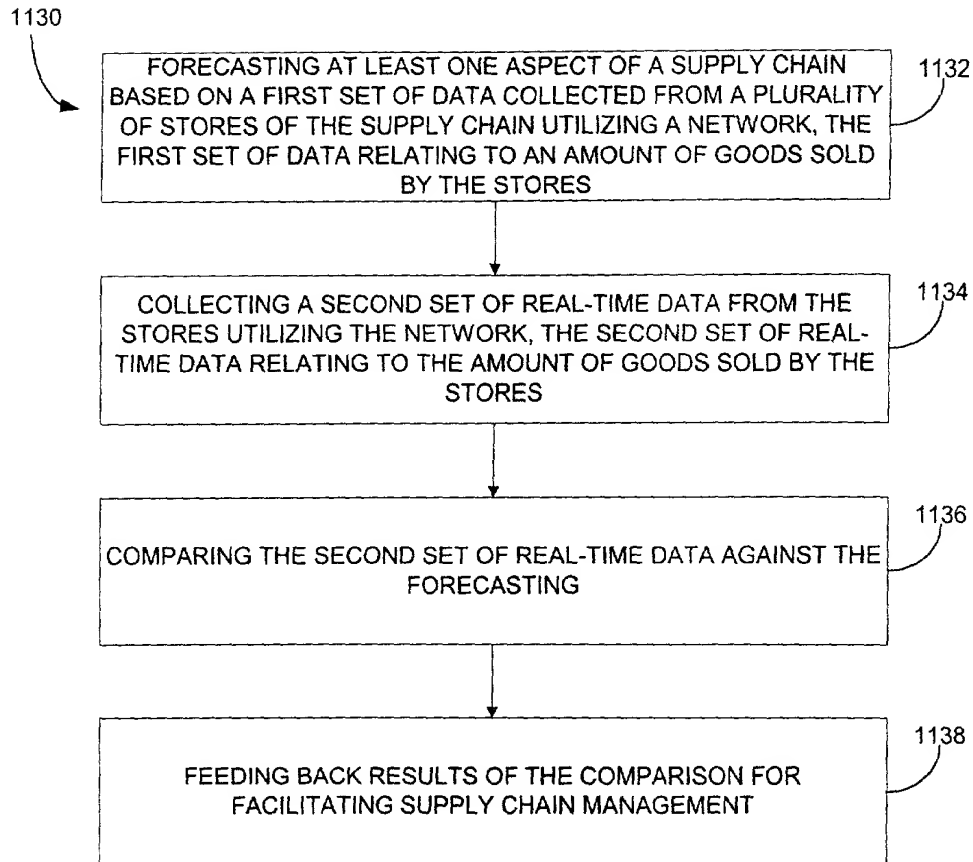 1130
FORECASTING AT LEAST ONE ASPECT OF A SUPPLY CHAIN
BASED ON A FIRST SET OF DATA COLLECTED FROM A PLURALITY
OF STORES OF THE SUPPLY CHAIN UTILIZING A NETWORK, THE
FIRST SET OF DATA RELATING TO AN AMOUNT OF GOODS SOLD
BY THE STORES
1132
COLLECTING A SECOND SET OF REAL-TIME DATA FROM THE
STORES UTILIZING THE NETWORK, THE SECOND SET OF REAL-
TIME DATA RELATING TO THE AMOUNT OF GOODS SOLD BY THE
STORES
1134
COMPARING THE SECOND SET OF REAL-TIME DATA AGAINST THE
FORECASTING
1136
FEEDING BACK RESULTS OF THE COMPARISON FOR
FACILITATING SUPPLY CHAIN MANAGEMENT
1138